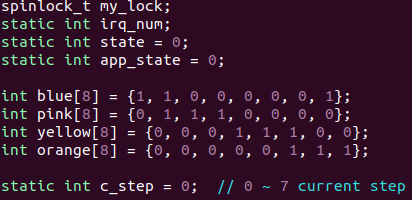 spinlock_t my_lock;
static int irq_num;
static int state = 0;
static int app_state = 0;
int blue[8] = {1, 1, 0, 0, 0, 0, 0, 1};
int pink[8] = {0, 1, 1, 1, 0, 0, 0, 0};
int yellow[8] = {0, 0, 0, 1, 1, 1, 0, 0};
int orange[8] = {0, 0, 0, 0, 0, 1, 1, 1};
static int c_step = 0;  // 0 ~ 7 current step